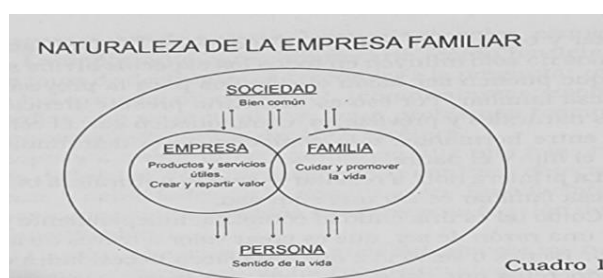 NATURALEZA DE LA EMPRESA FAMILIAR
SOCIEDAD
Bien común
EMPRESA
Productos y servicios
útiles.
Crear y repartir valor
FAMILIA
Cuidar y promover
la vida
PERSONA
Sentido de la vida
Cuadro 1